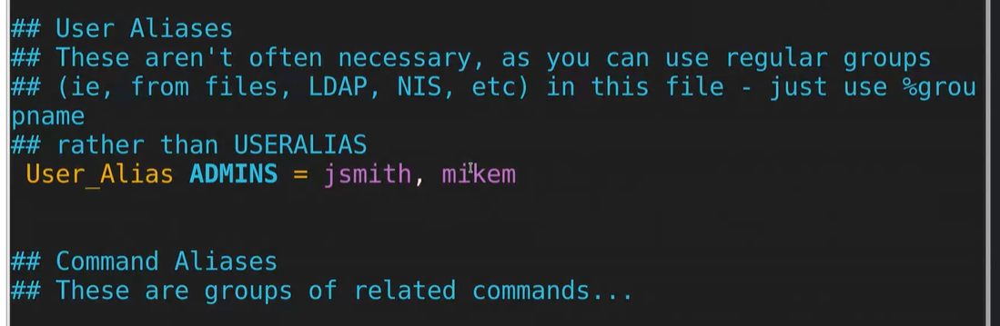 ## User Aliases
## These aren't often necessary, as you can use regular groups
## (ie, from files, LDAP, NIS, etc) in this file - just use %grou
pname
## rather than USERALIAS
User_Alias ADMINS = jsmith, mikem
## Command Aliases
## These are groups of related commands...